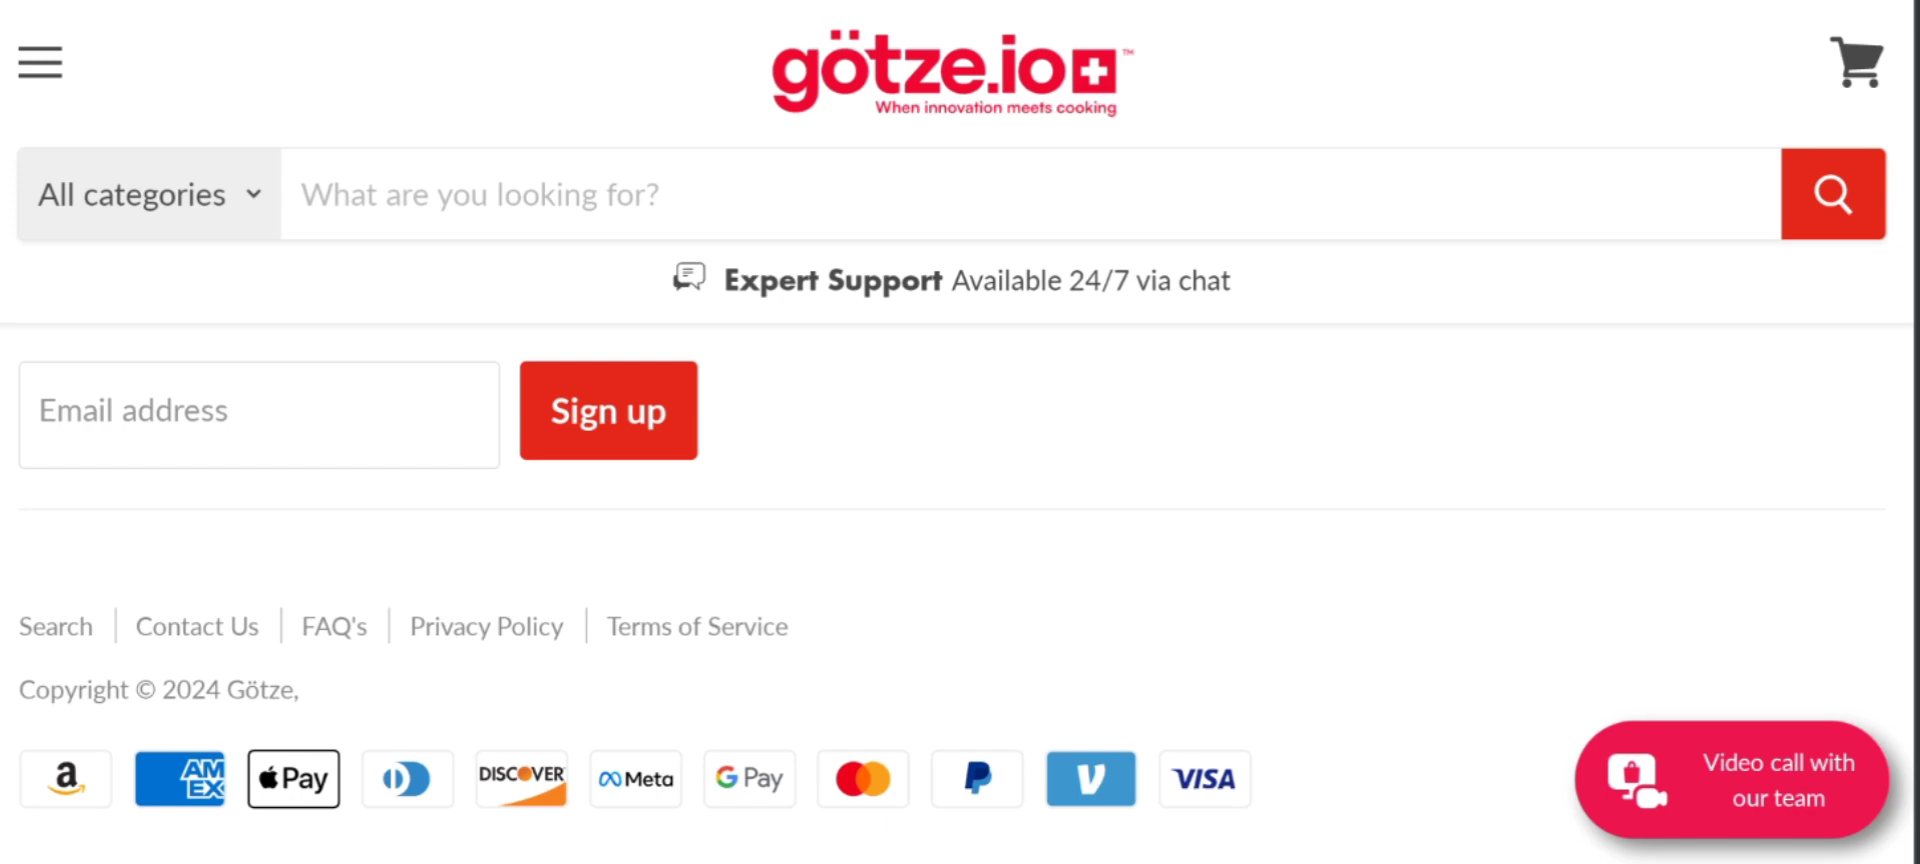 götze.io ™
When innovation meets cooking
All categories What are you looking for?
Expert Support Available 24/7 via chat
Email address Sign up
Search Contact Us FAQ's Privacy Policy Terms of Service
Copyright © 2024 Götze,
a AMEX Pay DISCOVER Meta G Pay P V VISA
Video call with
our team